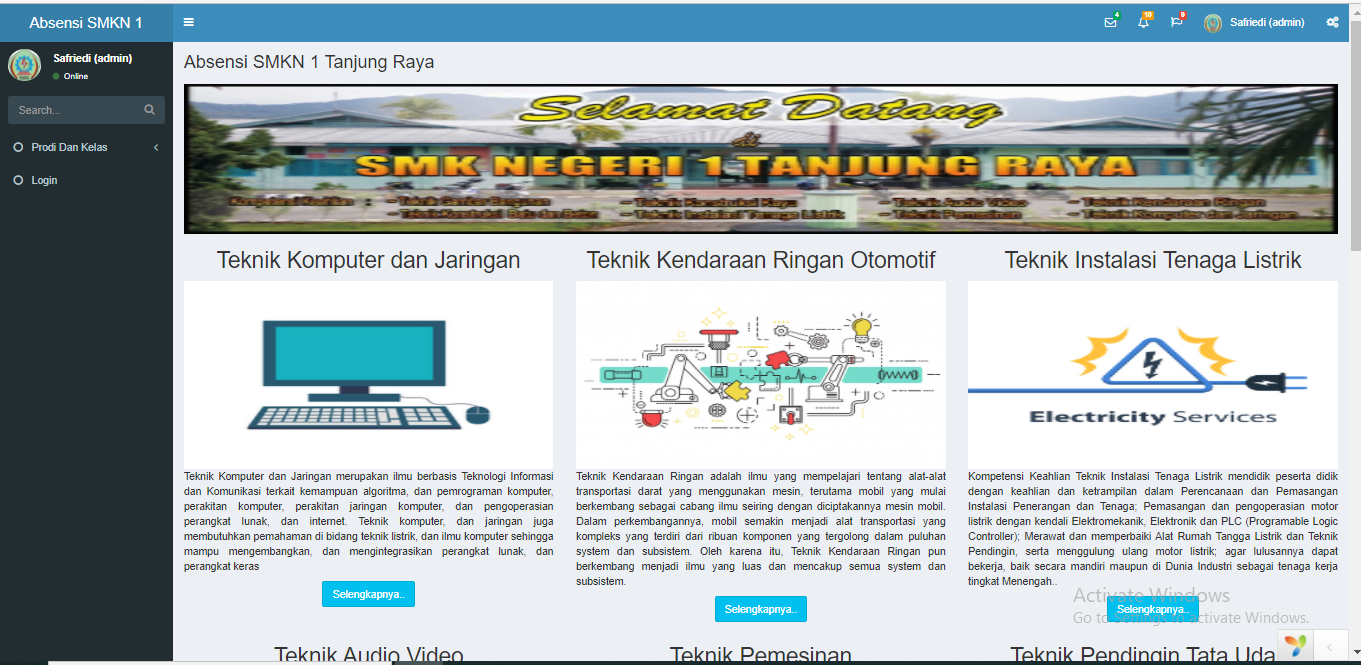 Absensi SMKN 1
4
10
9
Safriedi (admin)
Safriedi (admin)
Online
Search...
Prodi Dan Kelas
Login
Absensi SMKN 1 Tanjung Raya
Selamat Datang
di
SMK NEGERI 1 TANJUNG RAYA
Kompetensi Keahlian : - Teknik Gambar Bangunan - Teknik Konstruksi Kayu - Teknik Audio Video - Teknik Kendaraan Ringan
- Teknik Konstruksi Batu dan Beton - Teknik Instalasi Tenaga Listrik - Teknik Pemesinan - Teknik Komputer dan Jaringan
Teknik Komputer dan Jaringan
Teknik Komputer dan Jaringan merupakan ilmu berbasis Teknologi Informasi
dan Komunikasi terkait kemampuan algoritma, dan pemrograman komputer,
perakitan komputer, perakitan jaringan komputer, dan pengoperasian
perangkat lunak, dan internet. Teknik komputer, dan jaringan juga
membutuhkan pemahaman di bidang teknik listrik, dan ilmu komputer sehingga
mampu mengembangkan, dan mengintegrasikan perangkat lunak, dan
perangkat keras
Selengkapnya..
Teknik Kendaraan Ringan Otomotif
Teknik Kendaraan Ringan adalah ilmu yang mempelajari tentang alat-alat
transportasi darat yang menggunakan mesin, terutama mobil yang mulai
berkembang sebagai cabang ilmu seiring dengan diciptakannya mesin mobil.
Dalam perkembangannya, mobil semakin menjadi alat transportasi yang
kompleks yang terdiri dari ribuan komponen yang tergolong dalam puluhan
system dan subsistem. Oleh karena itu, Teknik Kendaraan Ringan pun
berkembang menjadi ilmu yang luas dan mencakup semua system dan
subsistem.
Selengkapnya..
Teknik Instalasi Tenaga Listrik
Electricity Services
Kompetensi Keahlian Teknik Instalasi Tenaga Listrik mendidik peserta didik
dengan keahlian dan ketrampilan dalam Perencanaan dan Pemasangan
Instalasi Penerangan dan Tenaga; Pemasangan dan pengoperasian motor
listrik dengan kendali Elektromekanik, Elektronik dan PLC (Programable Logic
Controller); Merawat dan memperbaiki Alat Rumah Tangga Listrik dan Teknik
Pendingin, serta menggulung ulang motor listrik; agar lulusannya dapat
bekerja, baik secara mandiri maupun di Dunia Industri sebagai tenaga kerja
tingkat Menengah..
Selengkapnya..
Activate Windows
Go to Settings to activate Windows.
Teknik Audio Video
Teknik Pemesinan
Teknik Pendingin Tata Uda